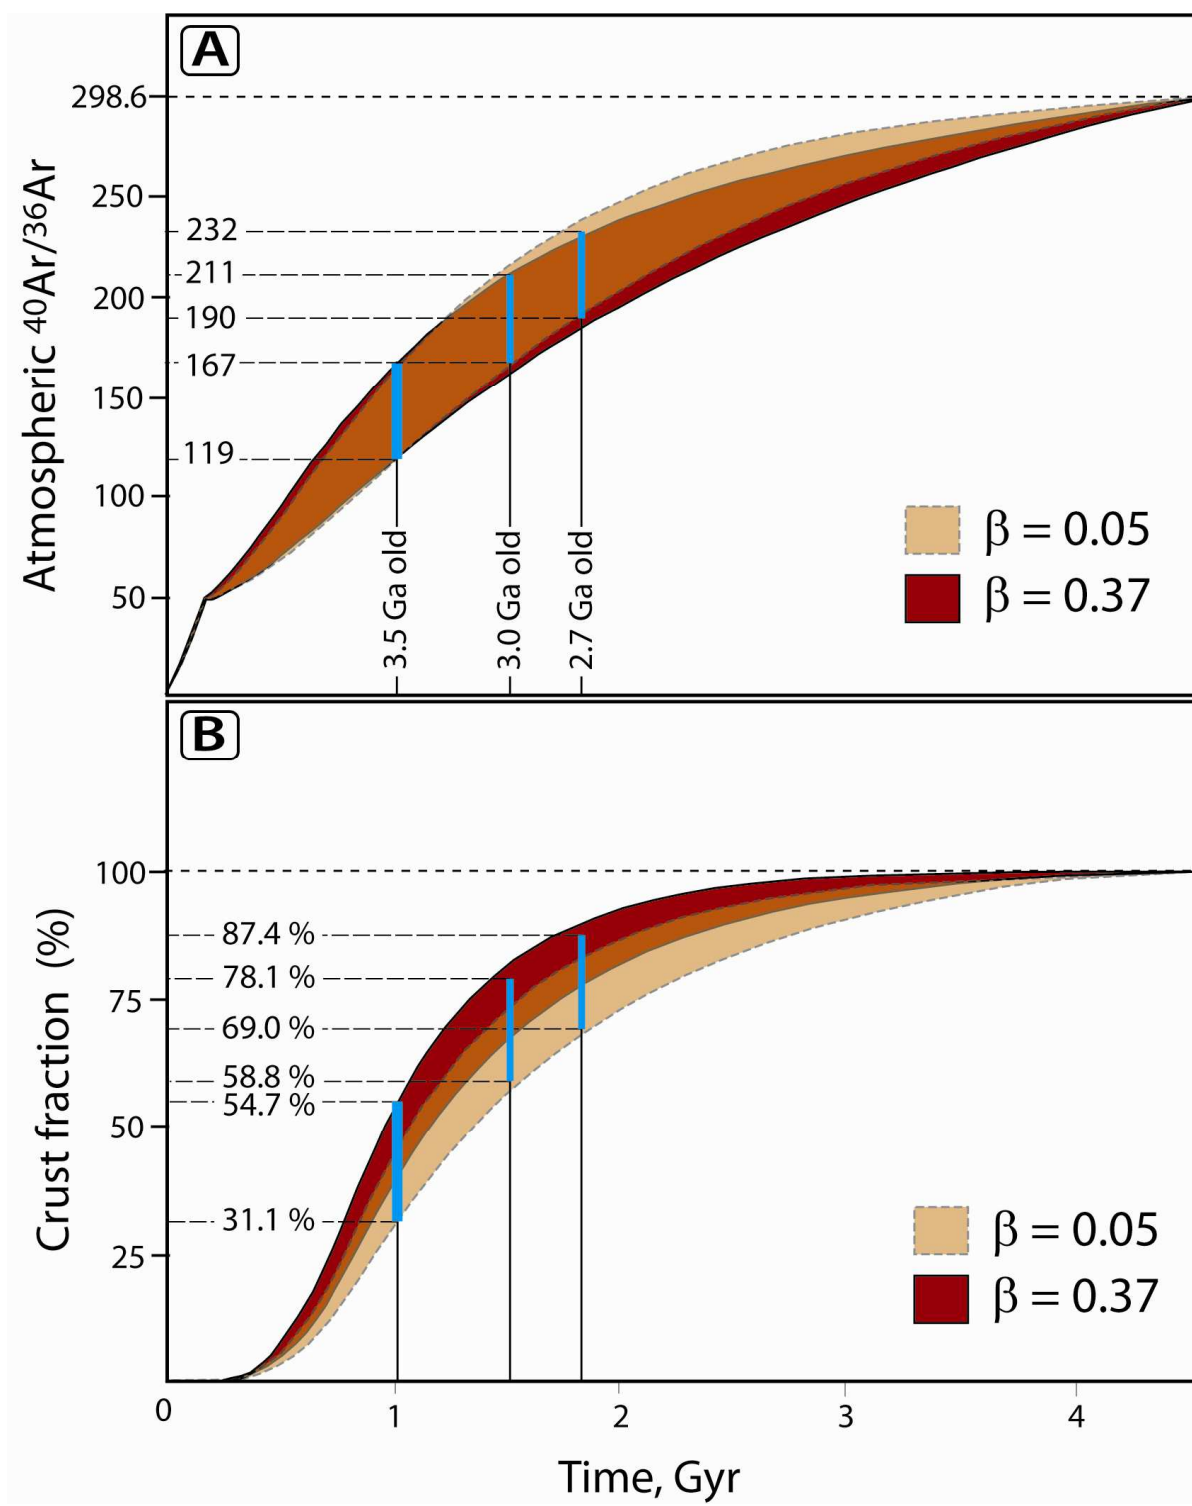 A
298.6
250
232
211
200
190
167
150
119
100
50
Atmospheric ⁴⁰Ar/³⁶Ar
3.5 Ga old
3.0 Ga old
2.7 Ga old
β = 0.05
β = 0.37
B
100
87.4 %
78.1 %
75
69.0 %
58.8 %
54.7 %
50
31.1 %
25
Crust fraction (%)
β = 0.05
β = 0.37
0 1 2 3 4
Time, Gyr